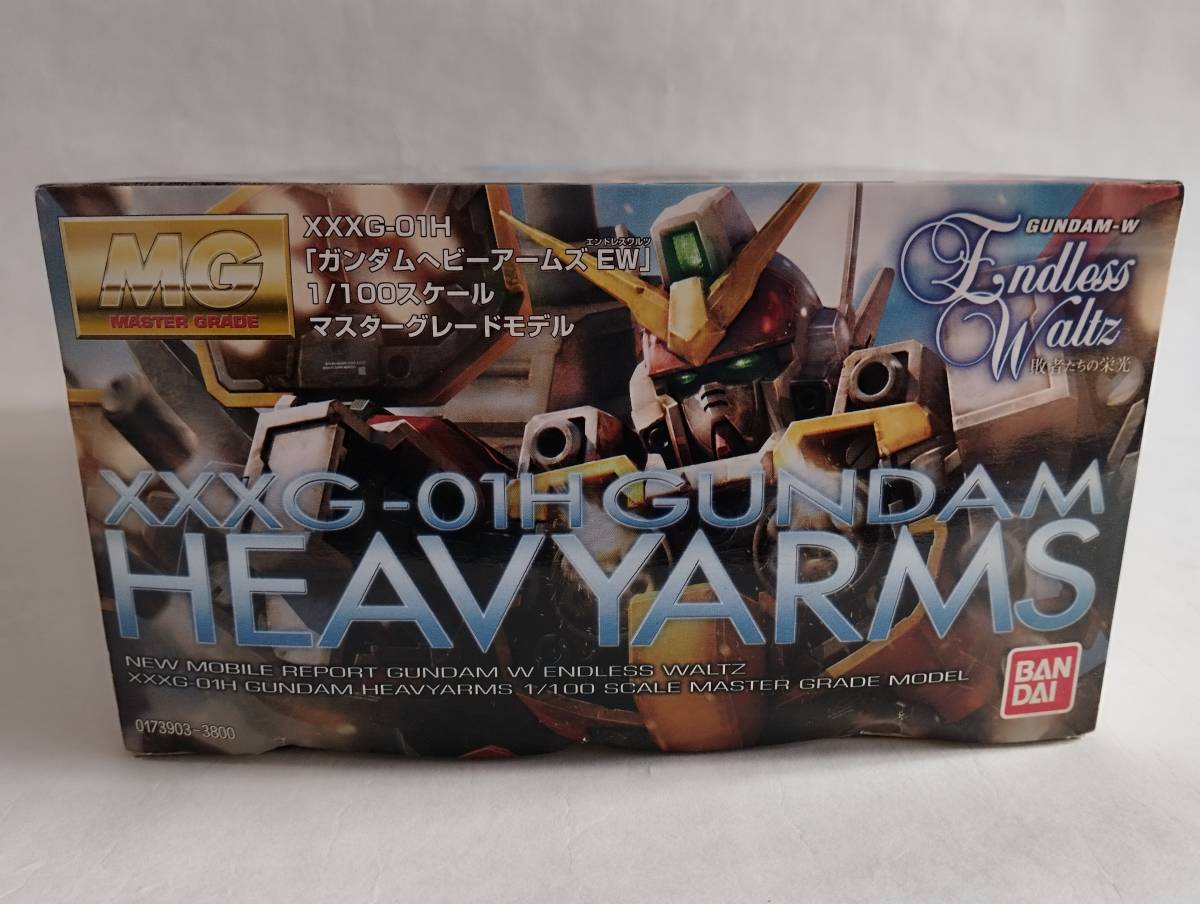 MG
MASTER GRADE
XXXG-01H
エンドレスワルツ
「ガンダムヘビーアームズ EW」
1/100スケール
マスターグレードモデル
GUNDAM-W
Endless
Waltz
敗者たちの栄光
XXXG-01H GUNDAM
HEAVYARMS
NEW MOBILE REPORT GUNDAM W ENDLESS WALTZ
XXXG-01H GUNDAM HEAVYARMS 1/100 SCALE MASTER GRADE MODEL
0173903-3800
BAN
DAI